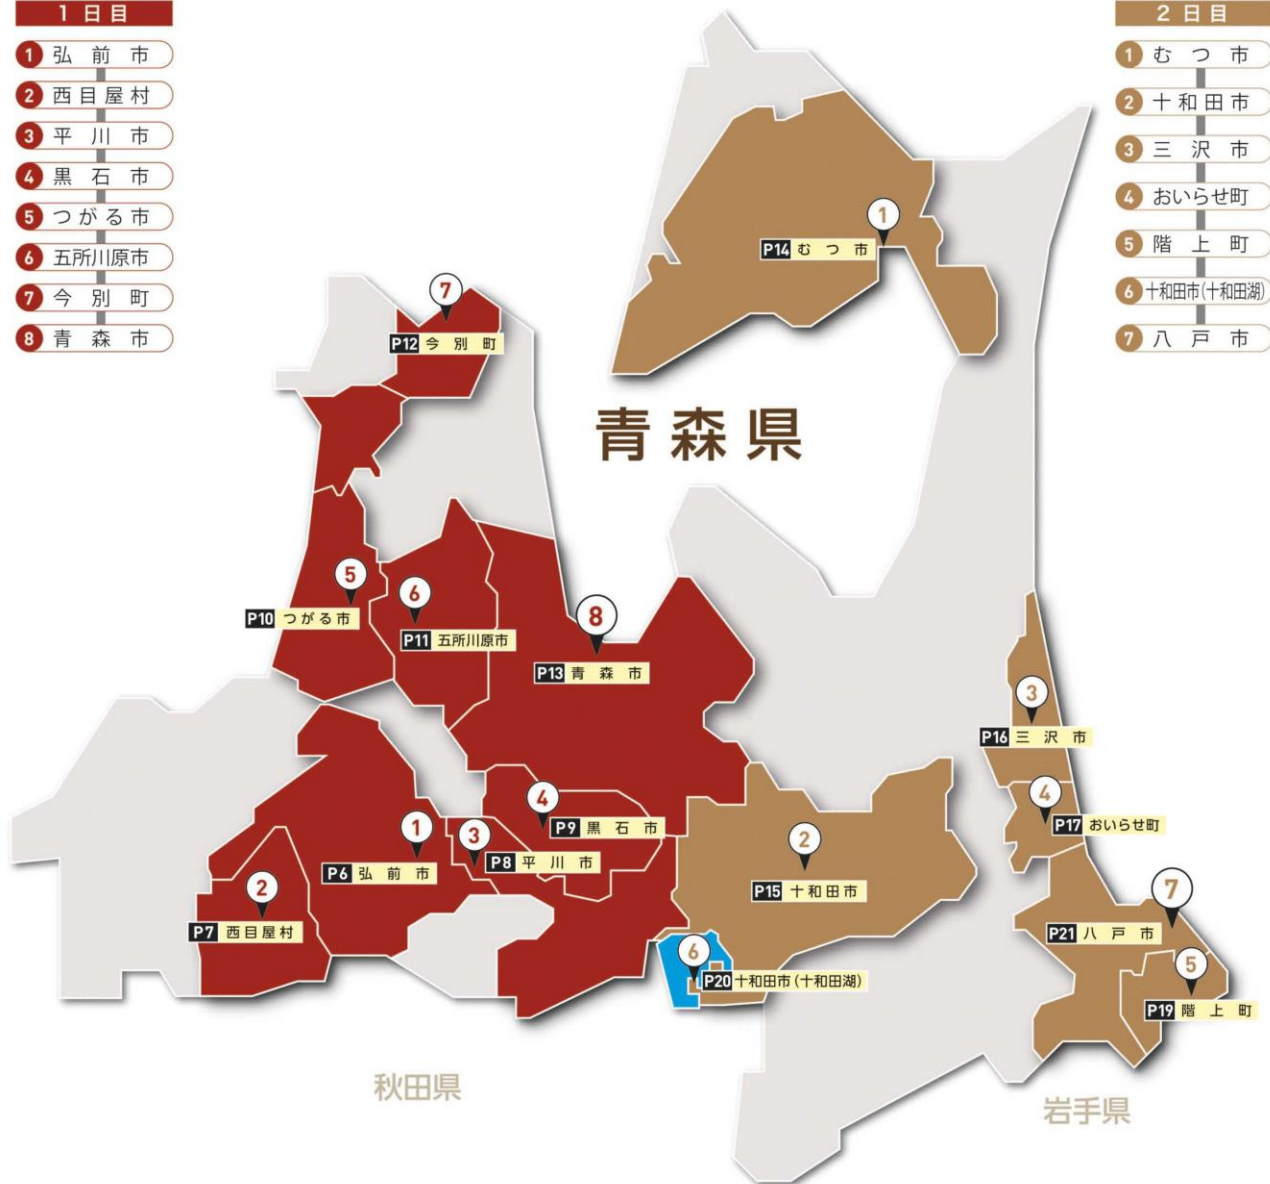 1日目
1 弘前市
2 西目屋村
3 平川市
4 黒石市
5 つがる市
6 五所川原市
7 今別町
8 青森市
2日目
1 むつ市
2 十和田市
3 三沢市
4 おいらせ町
5 階上町
6 十和田市(十和田湖)
7 八戸市
1
P14 むつ市
7
P12 今別町
青森県
5
P10 つがる市
6
P11 五所川原市
8
P13 青森市
3
P16 三沢市
4
P17 おいらせ町
4
P9 黒石市
3
P8 平川市
1
P6 弘前市
2
P15 十和田市
2
P7 西目屋村
7
P21 八戸市
6
P20 十和田市(十和田湖)
5
P19 階上町
秋田県
岩手県